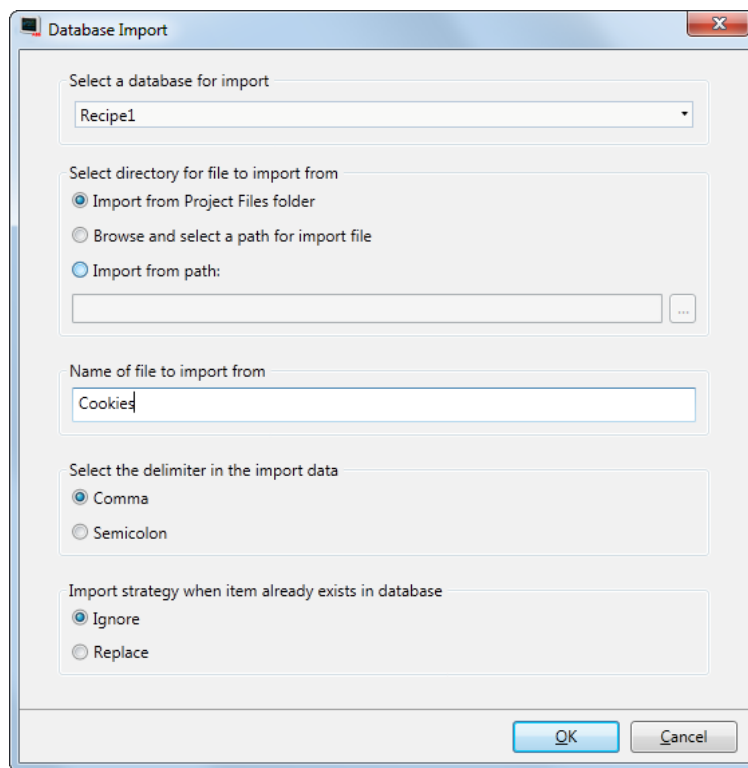 Database Import
Select a database for import
Recipe1
Select directory for file to import from
Import from Project Files folder
Browse and select a path for import file
Import from path:
...
Name of file to import from
Cookies
Select the delimiter in the import data
Comma
Semicolon
Import strategy when item already exists in database
Ignore
Replace
OK Cancel